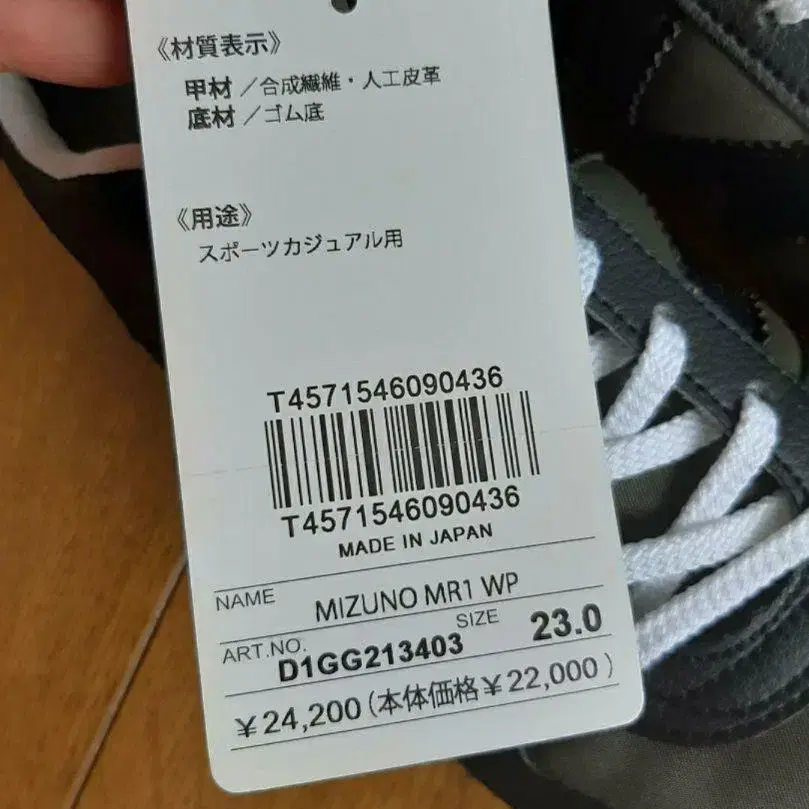 《材質表示》
甲材／合成繊維・人工皮革
底材／ゴム底
《用途》
スポーツカジュアル用
T4571546090436
T4571546090436
MADE IN JAPAN
NAME MIZUNO MR1 WP
ART.NO. D1GG213403 SIZE 23.0
¥24,200(本体価格¥22,000)